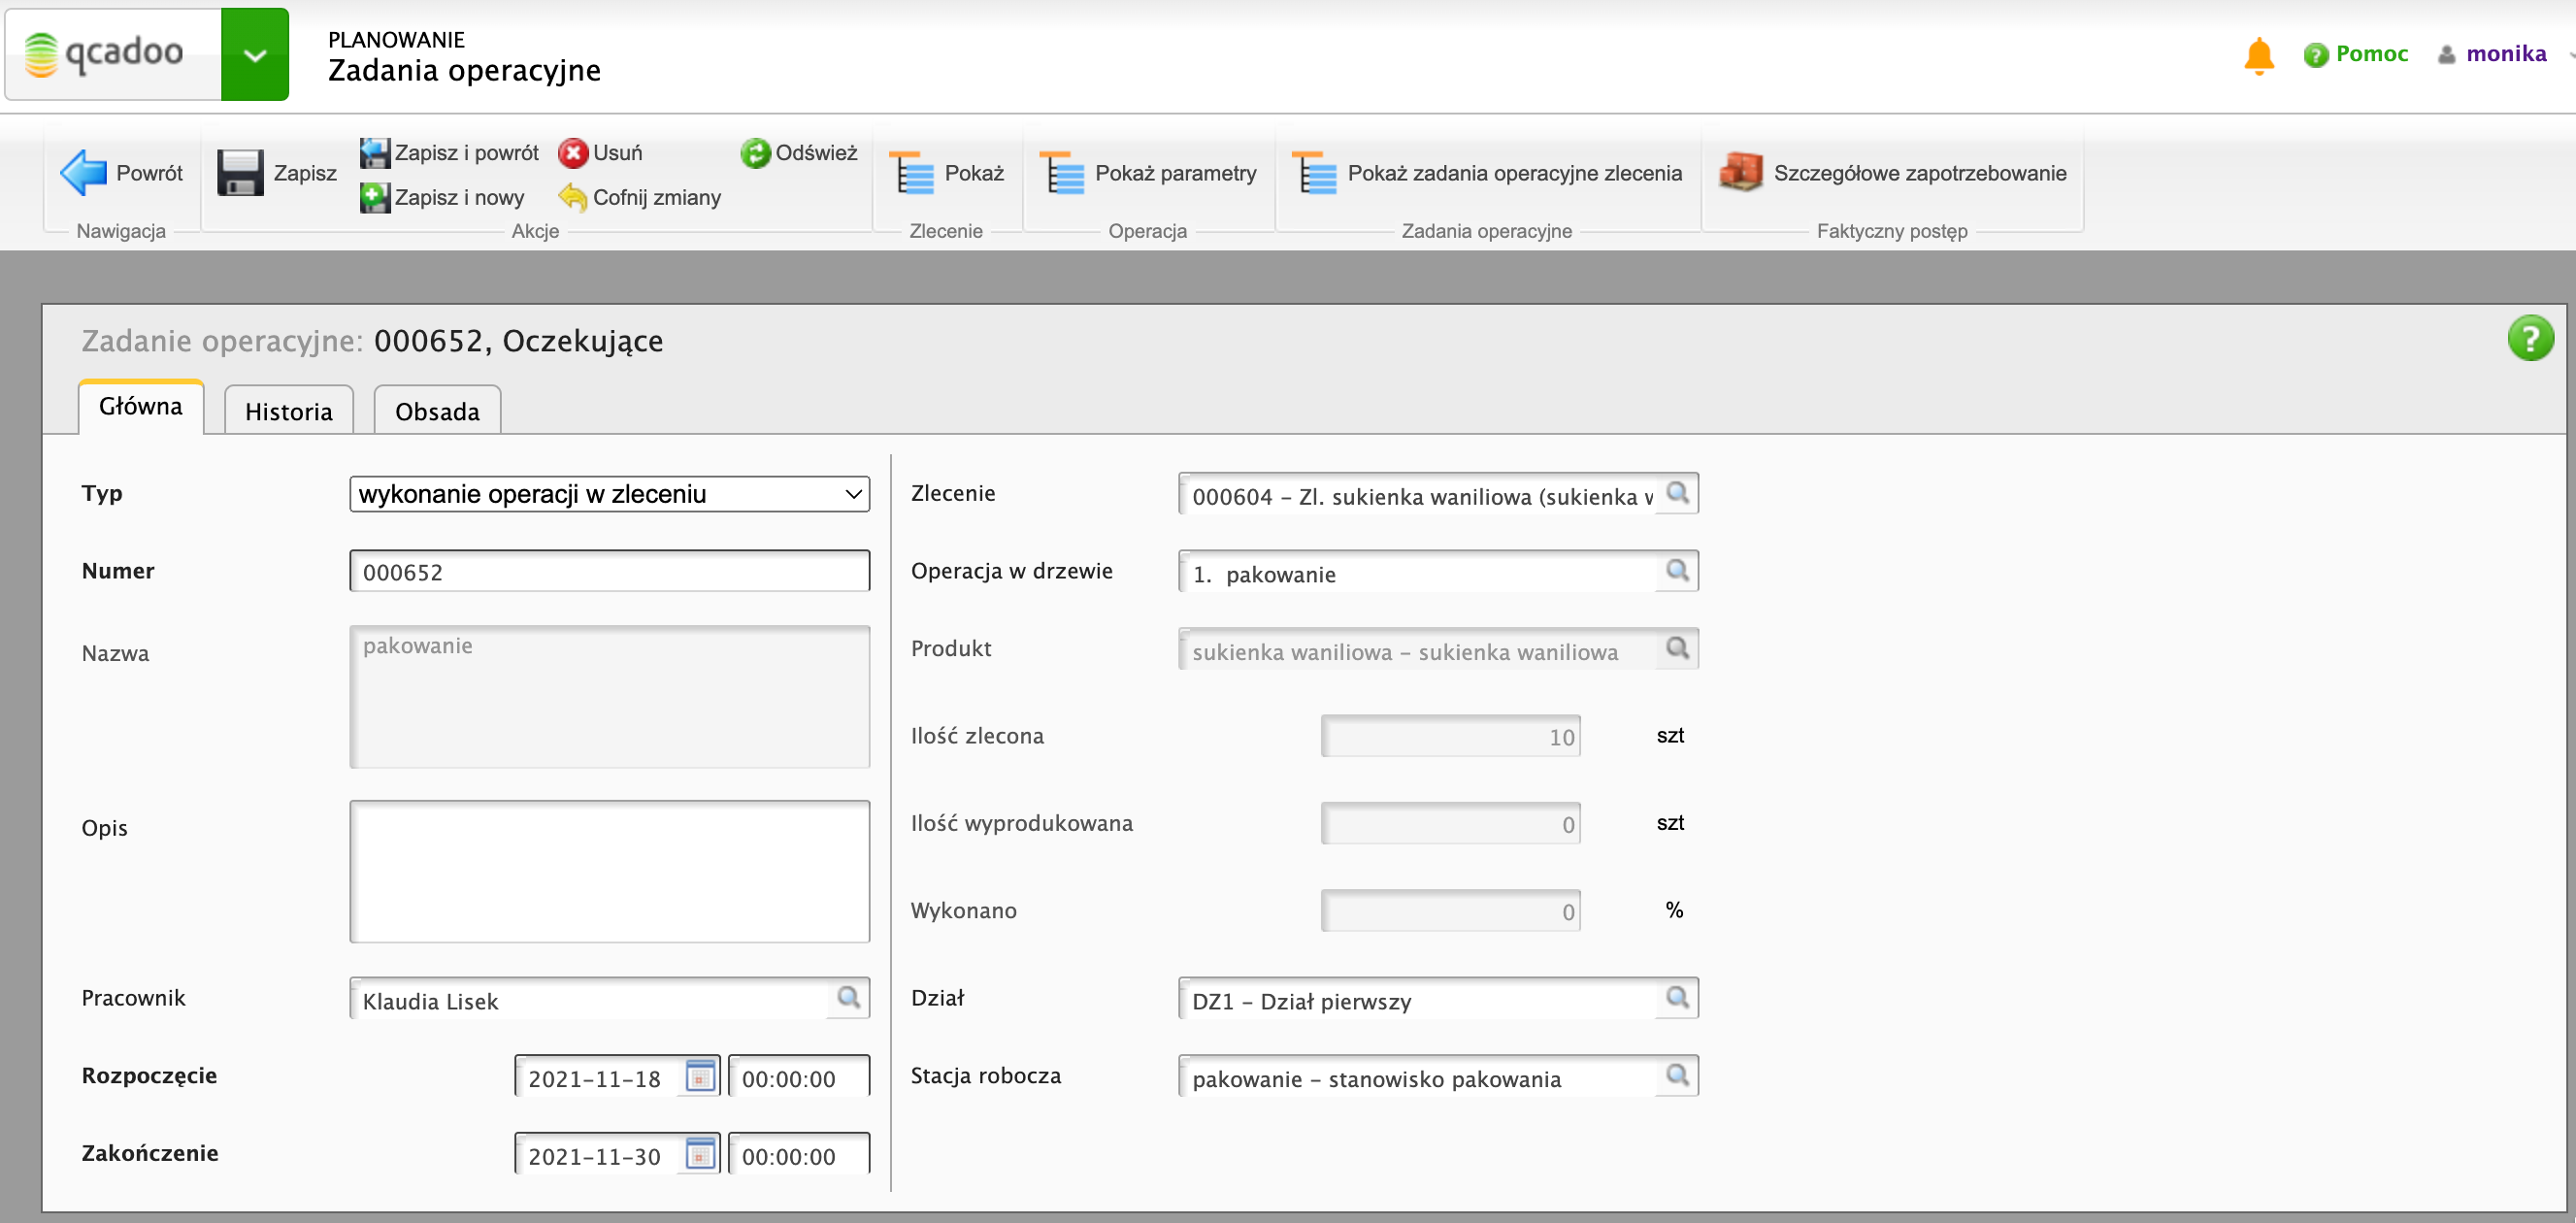 qcadoo
PLANOWANIE
Zadania operacyjne
Pomoc
monika
Powrót
Zapisz
Zapisz i powrót
Usuń
Odśwież
Zapisz i nowy
Cofnij zmiany
Pokaż
Pokaż parametry
Pokaż zadania operacyjne zlecenia
Szczegółowe zapotrzebowanie
Nawigacja
Akcje
Zlecenie
Operacja
Zadania operacyjne
Faktyczny postęp
Zadanie operacyjne: 000652, Oczekujące
?
Główna
Historia
Obsada
Typ
wykonanie operacji w zleceniu
Numer
000652
Nazwa
pakowanie
Opis
Pracownik
Klaudia Lisek
Rozpoczęcie
2021-11-18
00:00:00
Zakończenie
2021-11-30
00:00:00
Zlecenie
000604 - Zl. sukienka waniliowa (sukienka w
Operacja w drzewie
1. pakowanie
Produkt
sukienka waniliowa - sukienka waniliowa
Ilość zlecona
10
szt
Ilość wyprodukowana
0
szt
Wykonano
0
%
Dział
DZ1 - Dział pierwszy
Stacja robocza
pakowanie - stanowisko pakowania